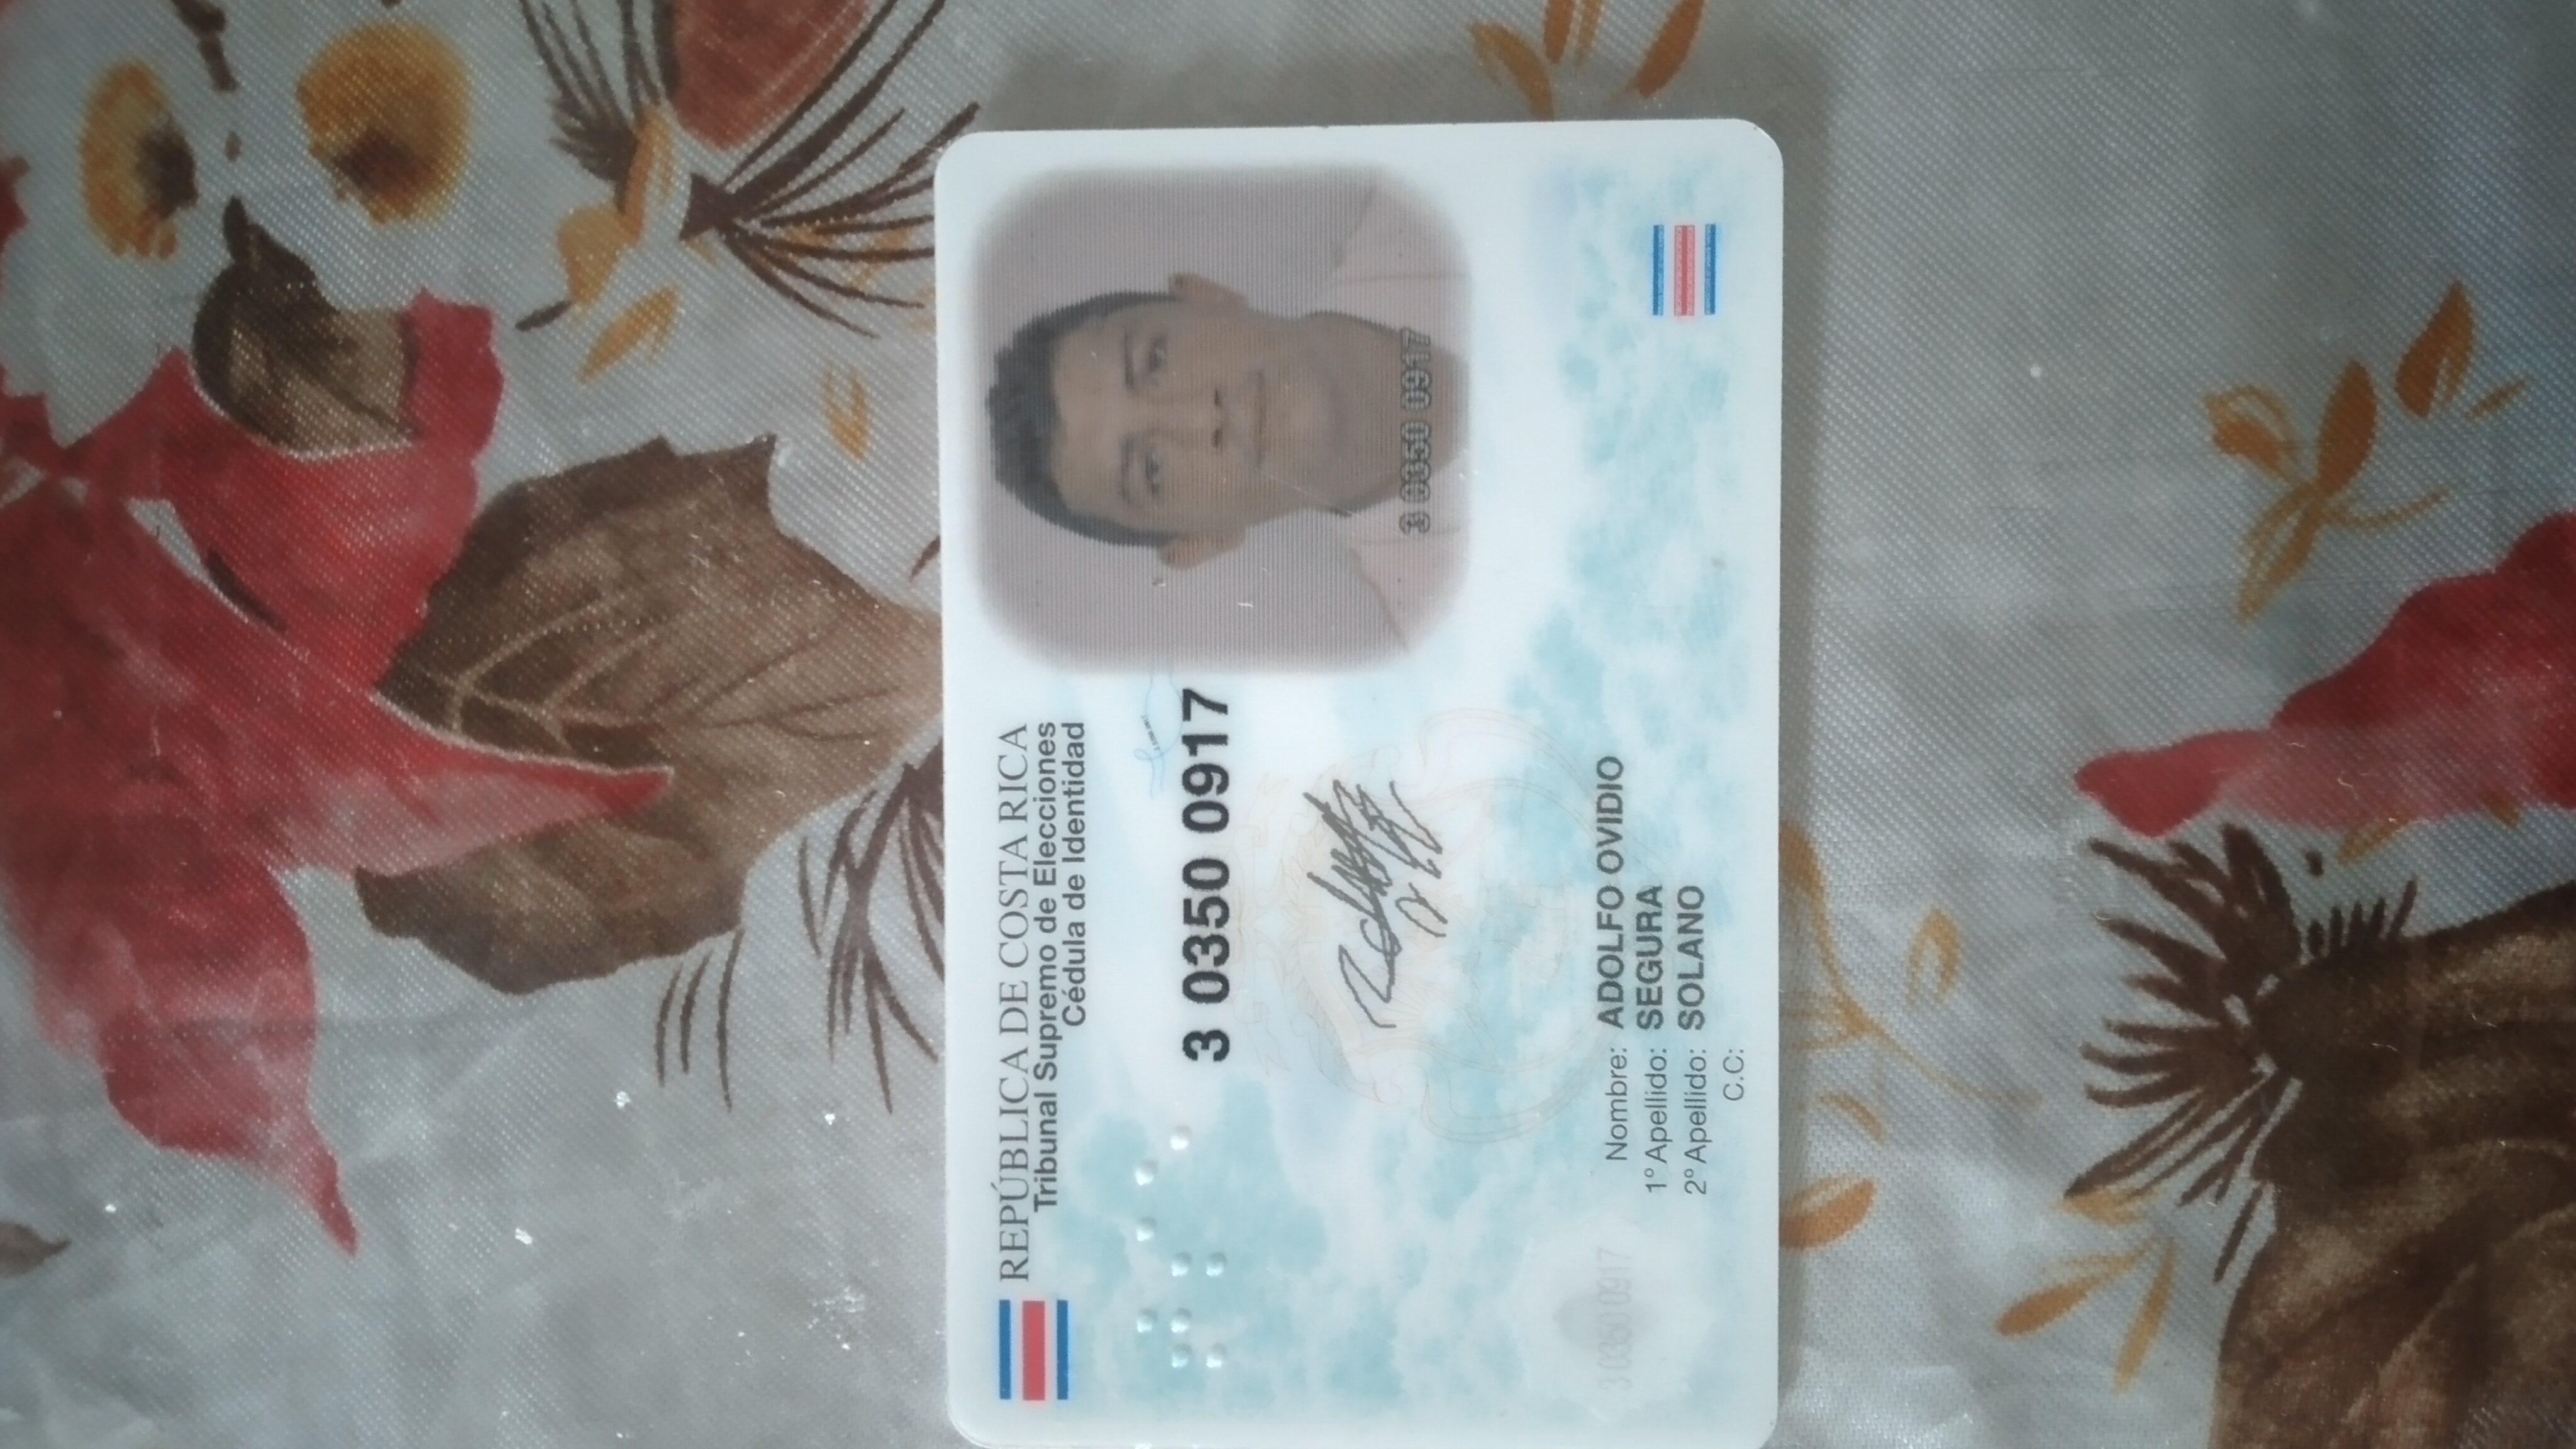 REPÚBLICA DE COSTA RICA
Tribunal Supremo de Elecciones
Cédula de Identidad
3 0350 0917
3 0350 0917
3 0350 0917
Nombre: ADOLFO OVIDIO
1° Apellido: SEGURA
2° Apellido: SOLANO
C.C: